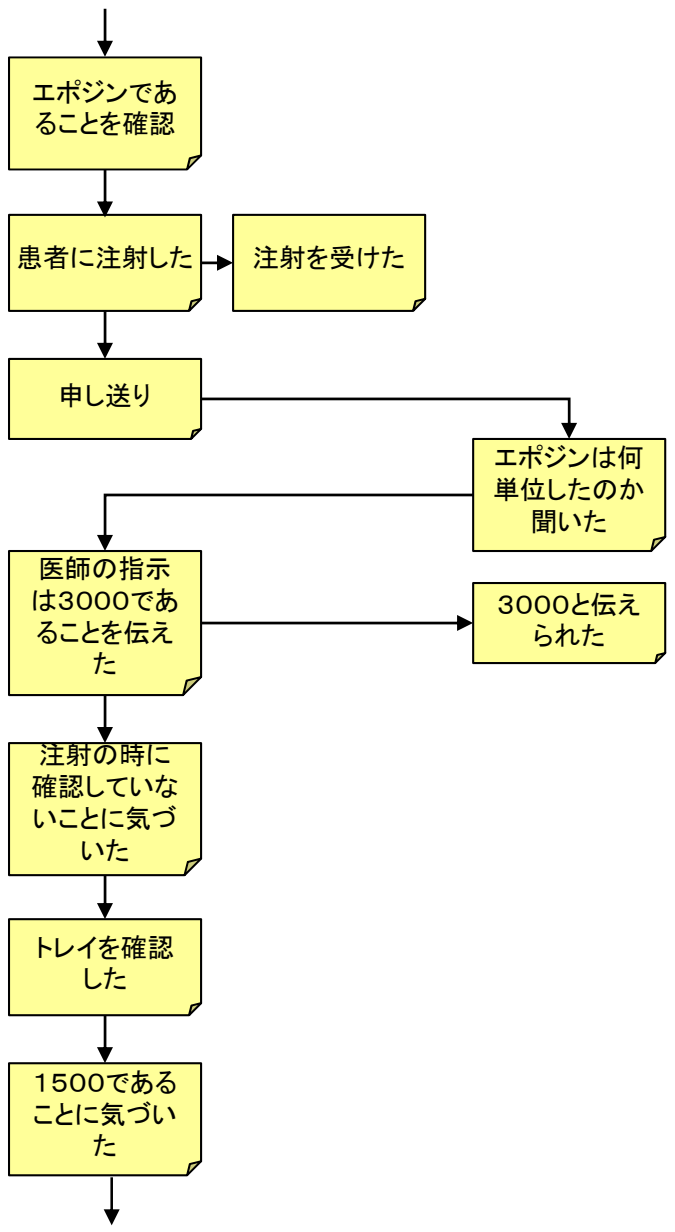 エポジンであ
ることを確認
患者に注射した
注射を受けた
申し送り
エポジンは何
単位したのか
聞いた
医師の指示
は3000であ
ることを伝え
た
3000と伝え
られた
注射の時に
確認していな
いことに気づ
いた
トレイを確認
した
1500である
ことに気づい
た